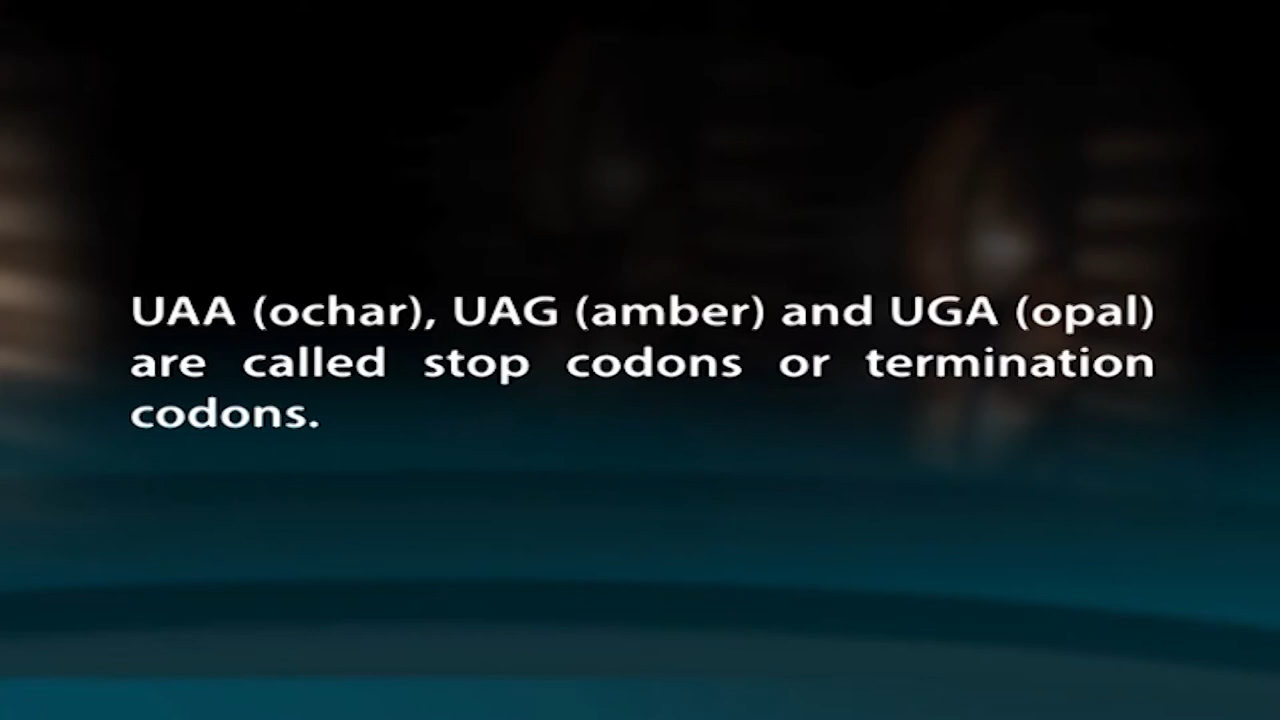 UAA (ochar), UAG (amber) and UGA (opal)
are called stop codons or termination
codons.